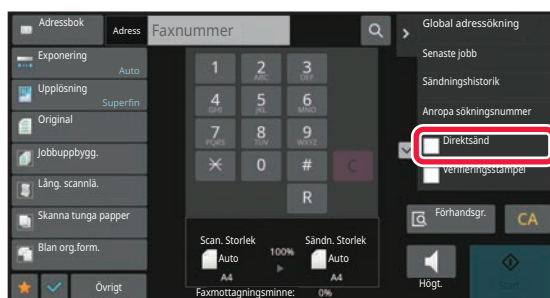 Adressbok
Adress
Faxnummer
Exponering
Auto
Upplösning
Superfin
Original
Jobbuppbygg.
Lång. scannlä.
Skanna tunga papper
Blan org.form.
Övrigt
1
2
ABC
3
DEF
4
GHI
5
JKL
6
MNO
7
PQRS
8
TUV
9
WXYZ
0
#
C
R
Scan. Storlek
100%
Sändn. Storlek
Auto
Auto
A4
A4
Faxmottagningsminne: 0%
Global adressökning
Senaste jobb
Sändningshistorik
Anropa sökningsnummer
Direktsänd
Verifieringsstämpel
Förhandsgr.
CA
Högt.
Start